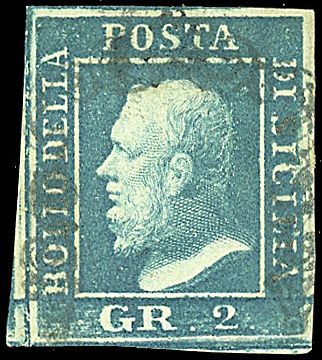 BOLLO DELLA
POSTA
DI SICILIA
GR. 2.